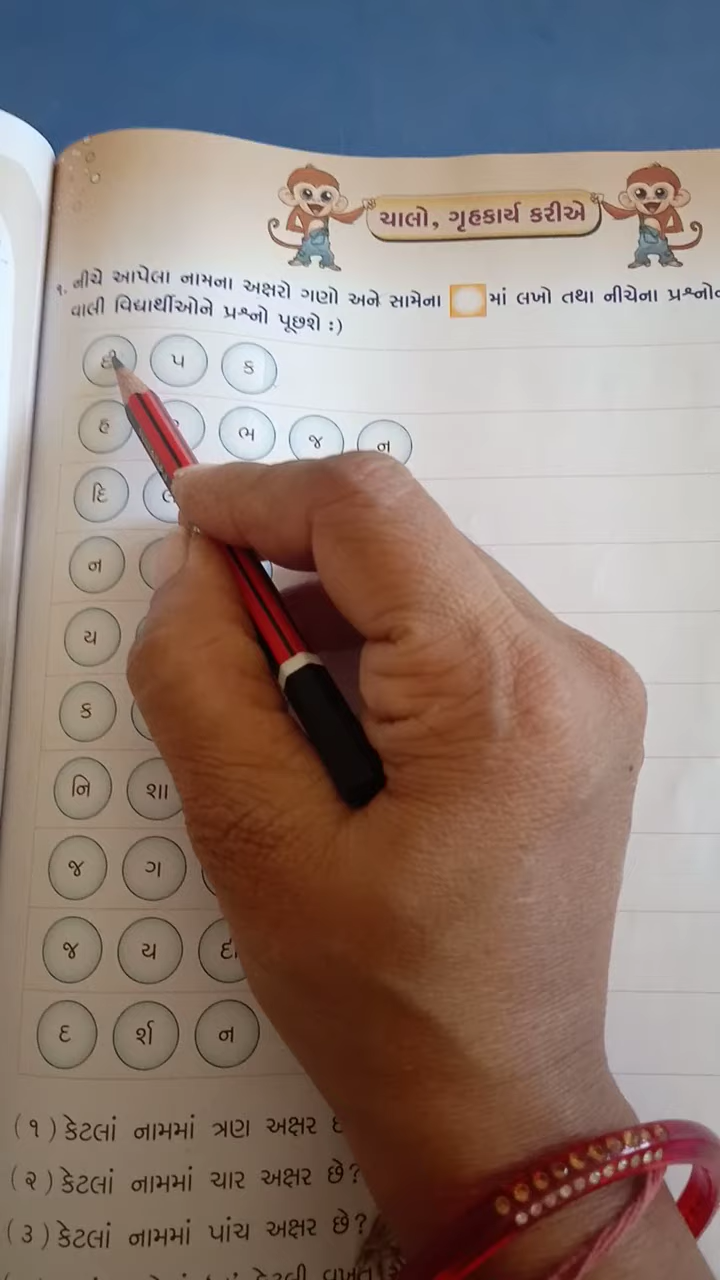 ચાલો, ગૃહકાર્ય કરીએ
૧. નીચે આપેલા નામના અક્ષરો ગણો અને સામેના માં લખો તથા નીચેના
વાલી વિદ્યાર્થીઓને પ્રશ્નો પૂછશે :)
પ ક
હ ભ જ ન
દિ
ન
ય
ક
નિ શા
જ ગ
જ ય
દ ર્શ ન
(૧) કેટલાં નામમાં ત્રણ અક્ષર
(૨) કેટલાં નામમાં ચાર અક્ષર છે?
(૩) કેટલાં નામમાં પાંચ અક્ષર છે?